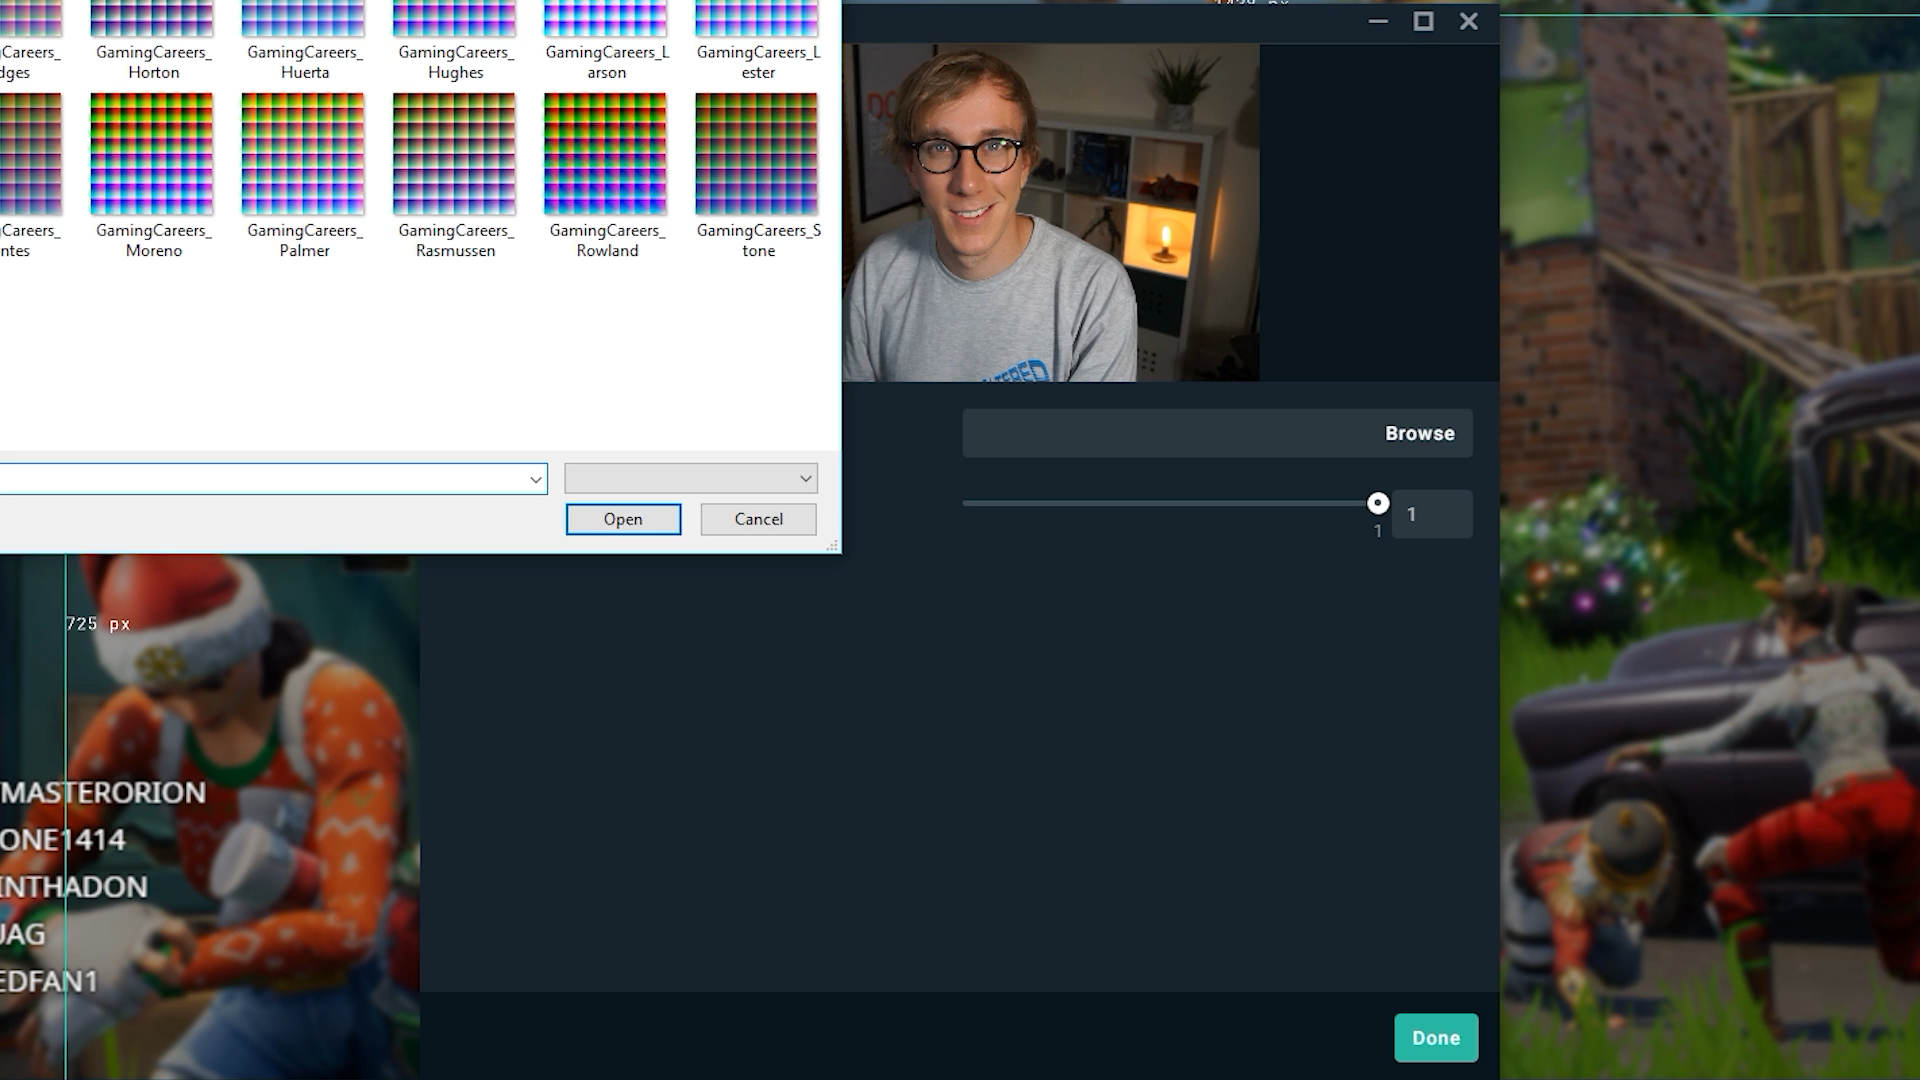 Careers_
dges
GamingCareers_
Horton
GamingCareers_
Huerta
GamingCareers_
Hughes
GamingCareers_L
arson
GamingCareers_L
ester
Careers_
ntes
GamingCareers_
Moreno
GamingCareers_
Palmer
GamingCareers_
Rasmussen
GamingCareers_
Rowland
GamingCareers_S
tone
Open
Cancel
Browse
1
1
725 px
MASTERORION
ONE1414
INTHADON
JAG
EDFAN1
Done